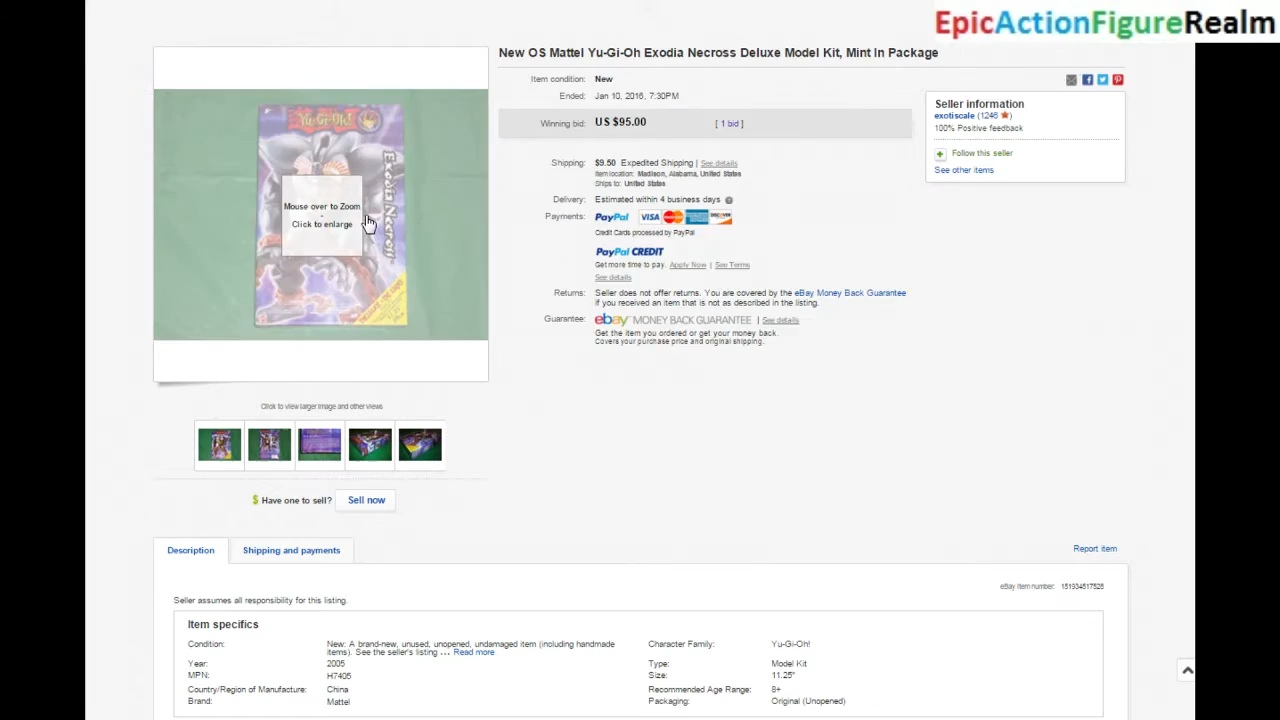 EpicActionFigureRealm
New OS Mattel Yu-Gi-Oh Exodia Necross Deluxe Model Kit, Mint In Package
Item condition: New
Ended: Jan 10, 2016, 7:30PM
Winning bid: US $95.00 [ 1 bid ]
Shipping: $9.50 Expedited Shipping | See details
Item location: Madison, Alabama, United States
Ships to: United States
Delivery: Estimated within 4 business days
Payments: PayPal VISA MasterCard DISCOVER
Credit Cards processed by PayPal
PayPal CREDIT
Get more time to pay. Apply Now | See Terms
See details
Returns: Seller does not offer returns. You are covered by the eBay Money Back Guarantee
if you received an item that is not as described in the listing.
Guarantee: ebay MONEY BACK GUARANTEE | See details
Get the item you ordered or get your money back.
Covers your purchase price and original shipping.
Seller information
exotiscale (1246)
100% Positive feedback
Follow this seller
See other items
Yu-Gi-Oh!
EXODIA NECROSS
Mouse over to Zoom
-
Click to enlarge
Click to view larger image and other views
$ Have one to sell? Sell now
Description
Shipping and payments
Report item
eBay item number: 151934517528
Seller assumes all responsibility for this listing.
Item specifics
Condition: New: A brand-new, unused, unopened, undamaged item (including handmade
items). See the seller's listing ... Read more
Character Family: Yu-Gi-Oh!
Year: 2005
Type: Model Kit
MPN: H7405
Size: 11.25"
Country/Region of Manufacture: China
Recommended Age Range: 8+
Brand: Mattel
Packaging: Original (Unopened)